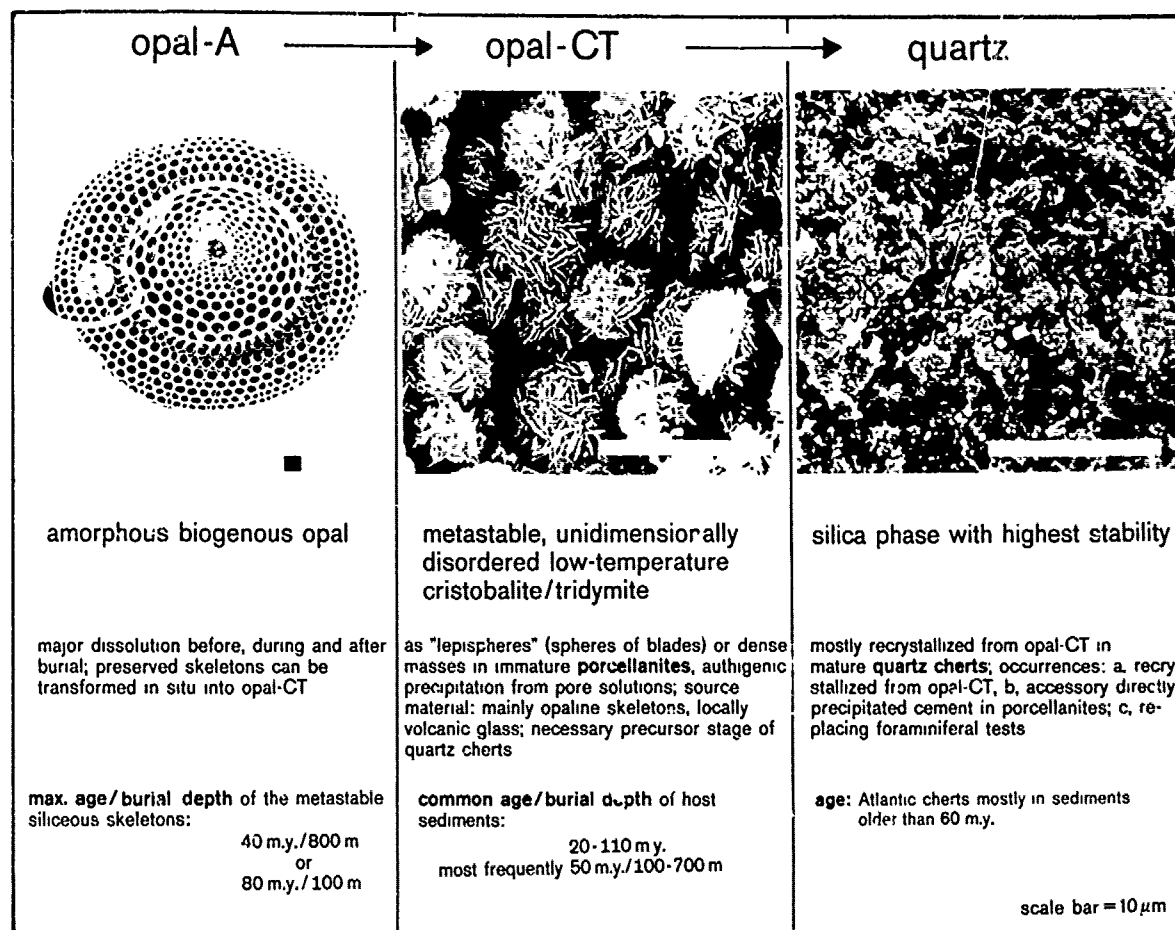 opal-A
amorphous biogenous opal
major dissolution before, during and after
burial; preserved skeletons can be
transformed in situ into opal-CT
max. age/burial depth of the metastable
siliceous skeletons:
40 m.y./800 m
or
80 m.y./100 m
opal-CT
metastable, unidimensionally
disordered low-temperature
cristobalite/tridymite
as "lepispheres" (spheres of blades) or dense
masses in immature porcellanites, authigenic
precipitation from pore solutions; source
material: mainly opaline skeletons, locally
volcanic glass; necessary precursor stage of
quartz cherts
common age/burial depth of host
sediments:
20-110 m y.
most frequently 50 m.y./100-700 m
quartz
silica phase with highest stability
mostly recrystallized from opal-CT in
mature quartz cherts; occurrences: a. recry
stallized from opal-CT, b, accessory directly
precipitated cement in porcellanites; c, re-
placing foraminiferal tests
age: Atlantic cherts mostly in sediments
older than 60 m.y.
scale bar = 10 µm